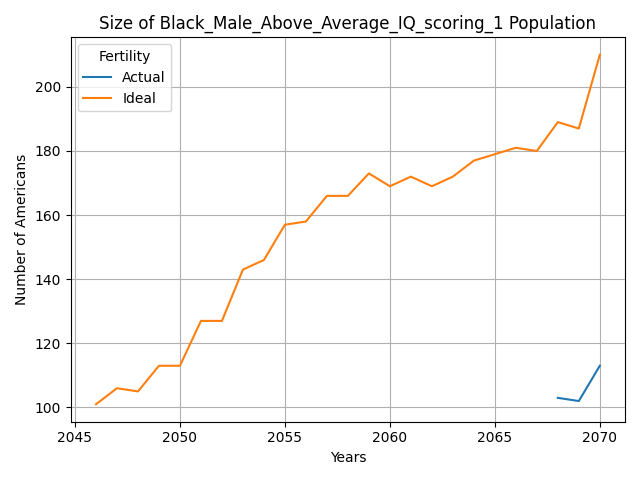 Size of Black_Male_Above_Average_IQ_scoring_1 Population
Fertility
Actual
Ideal
Number of Americans
200
180
160
140
120
100
2045
2050
2055
2060
2065
2070
Years